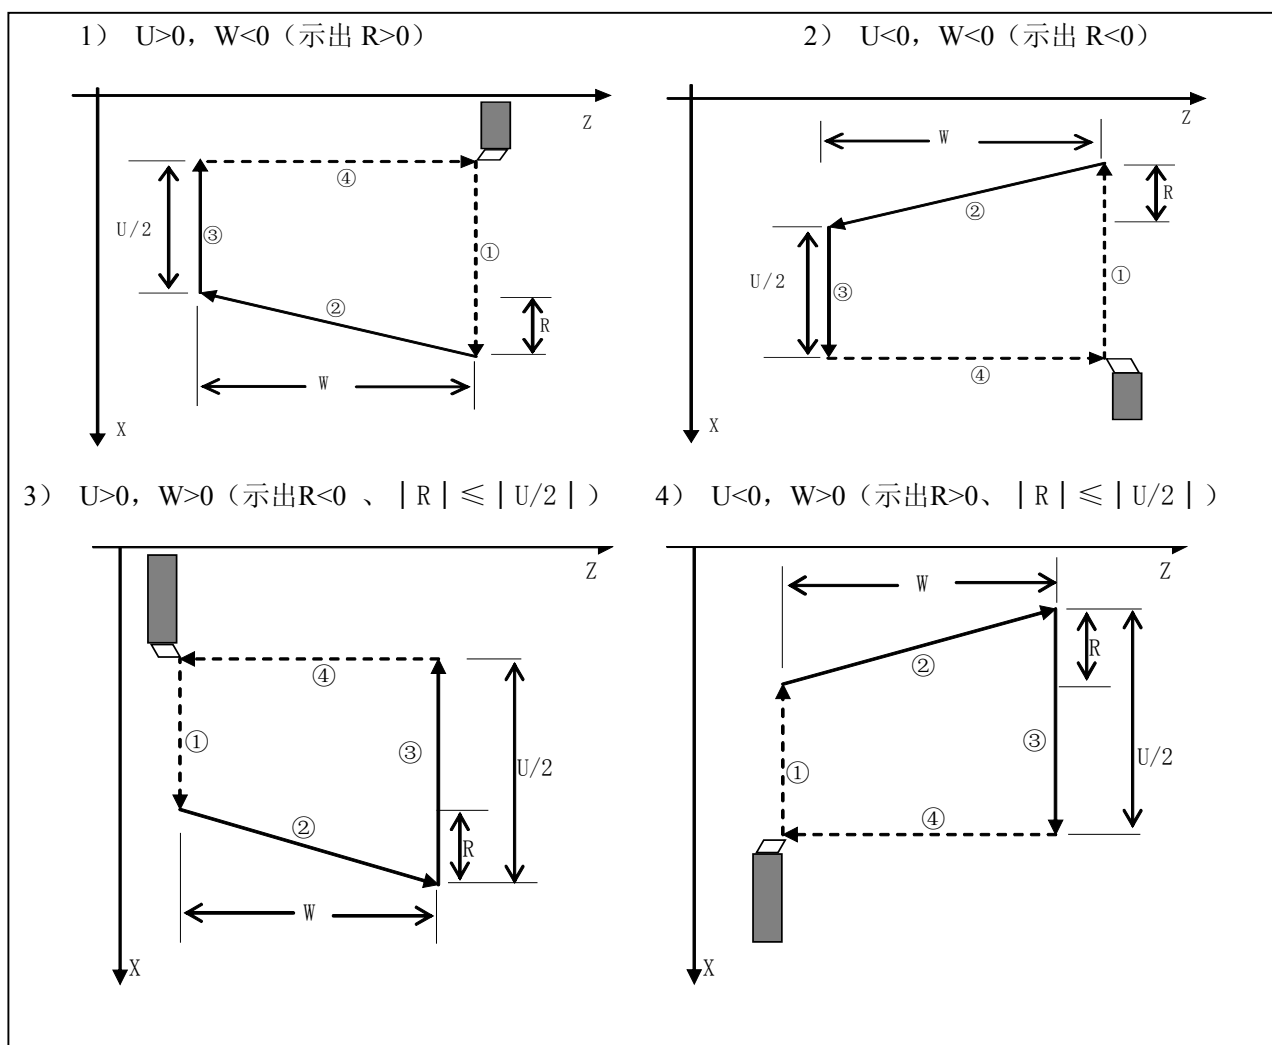 1） U>0，W<0（示出 R>0）
2） U<0，W<0（示出 R<0）
Z
④
U/2
③
①
②
R
W
X
Z
W
R
②
①
U/2
③
④
X
3） U>0，W>0（示出R<0 、｜R｜≤｜U/2｜）
4） U<0，W>0（示出R>0、｜R｜≤｜U/2｜）
Z
④
①
③
U/2
②
R
W
X
Z
W
R
②
③
U/2
①
④
X